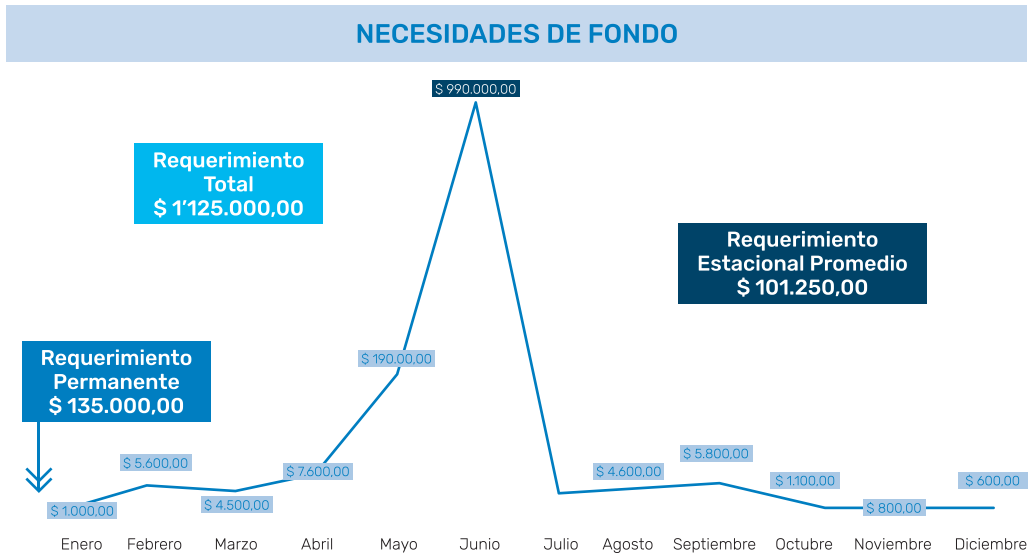 NECESIDADES DE FONDO
$ 990.000,00
Requerimiento
Total
$ 1’125.000,00
Requerimiento
Estacional Promedio
$ 101.250,00
Requerimiento
Permanente
$ 135.000,00
$ 190.00,00
$ 1.000,00
$ 5.600,00
$ 4.500,00
$ 7.600,00
$ 4.600,00
$ 5.800,00
$ 1.100,00
$ 800,00
$ 600,00
Enero Febrero Marzo Abril Mayo Junio Julio Agosto Septiembre Octubre Noviembre Diciembre